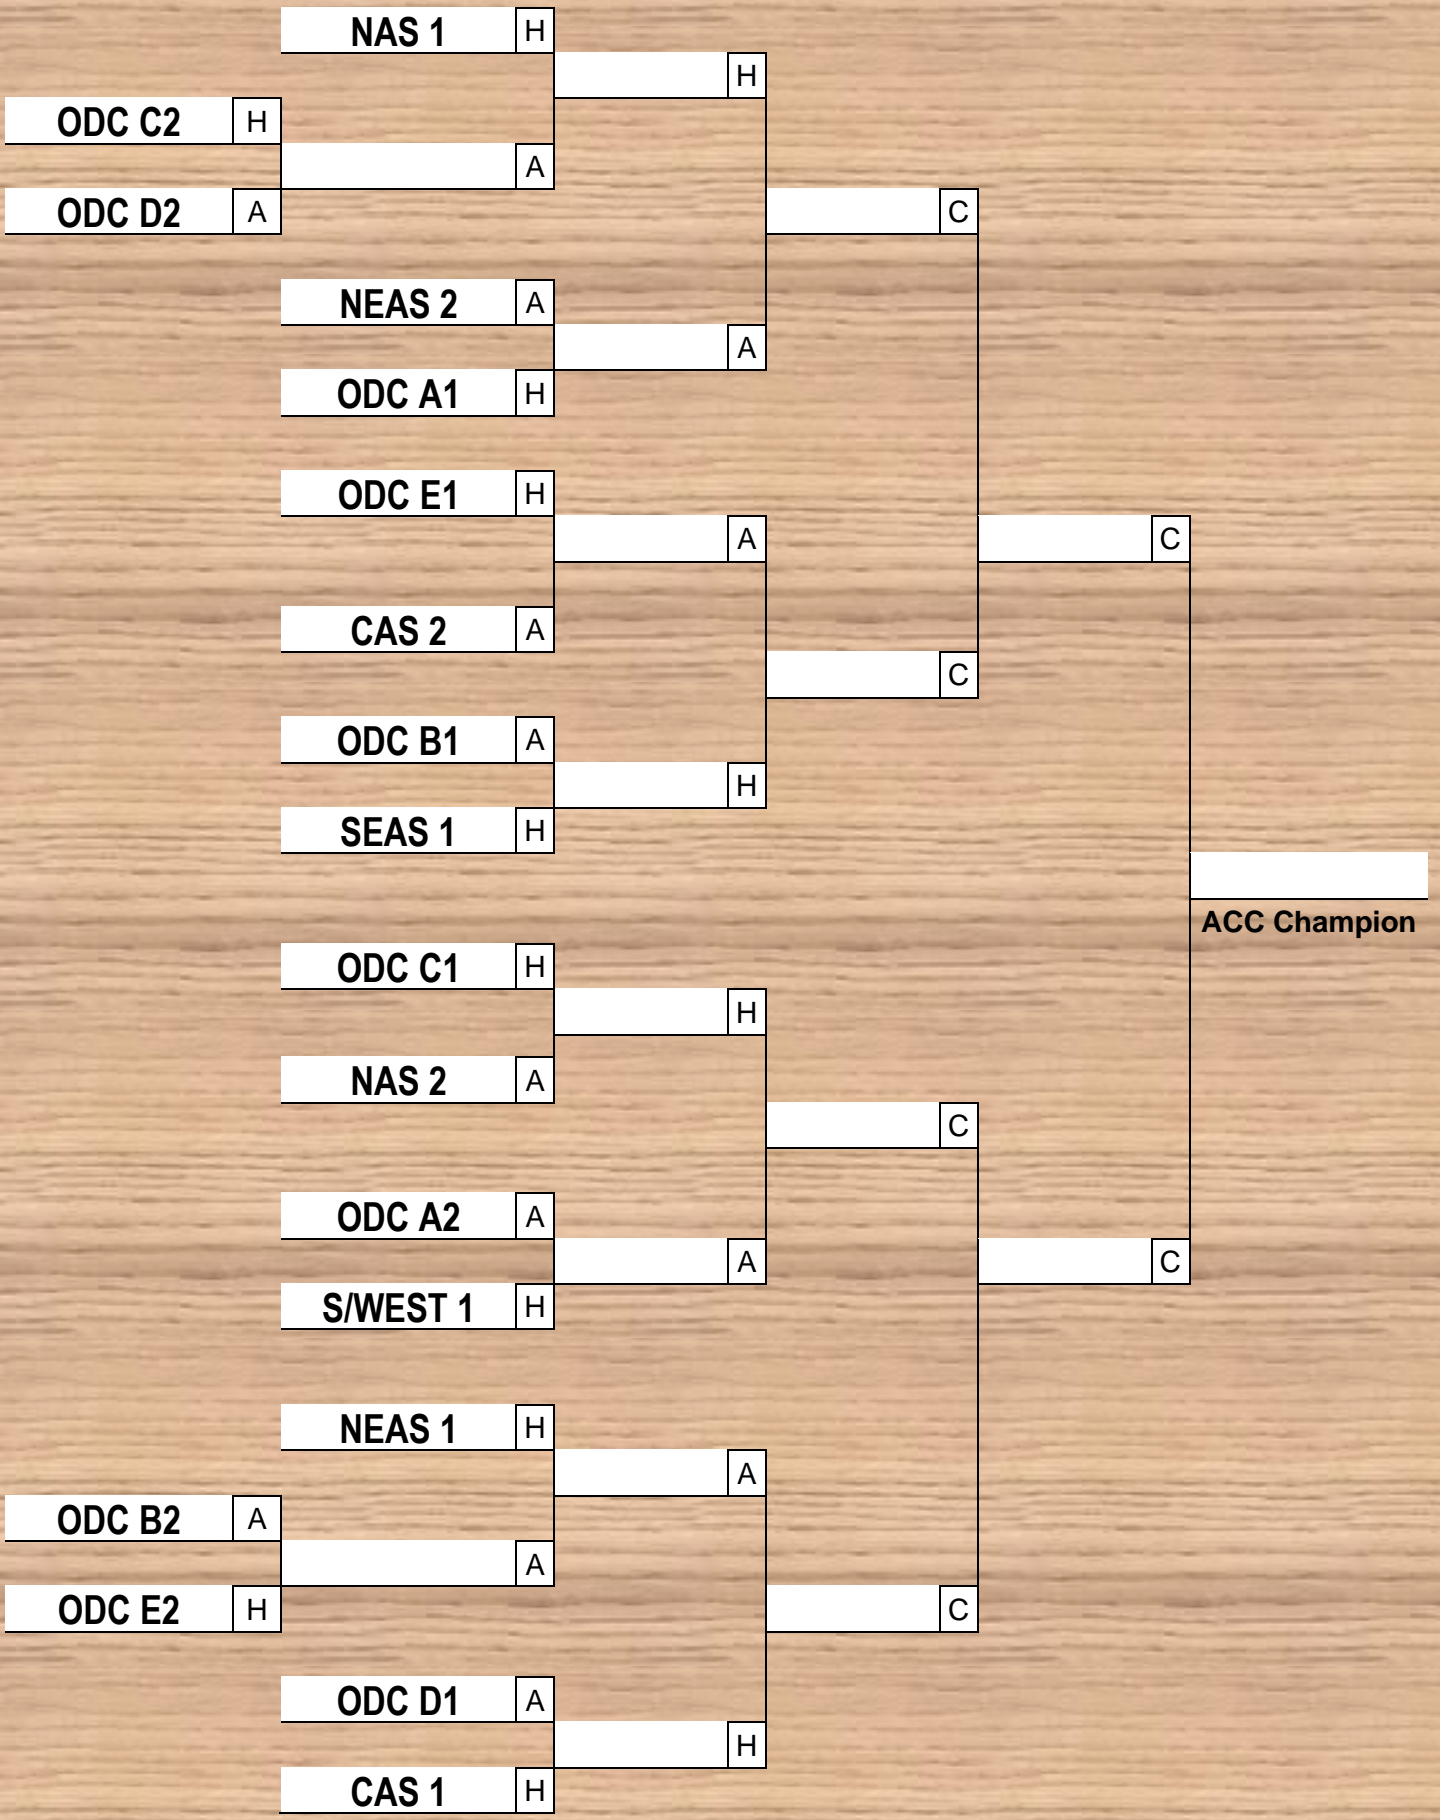 NAS 1 H
H
ODC C2 H
A
ODC D2 A
C
NEAS 2 A
A
ODC A1 H
ODC E1 H
A
C
CAS 2 A
C
ODC B1 A
H
SEAS 1 H
ACC Champion
ODC C1 H
H
NAS 2 A
C
ODC A2 A
A
C
S/WEST 1 H
NEAS 1 H
A
ODC B2 A
A
ODC E2 H
C
ODC D1 A
H
CAS 1 H